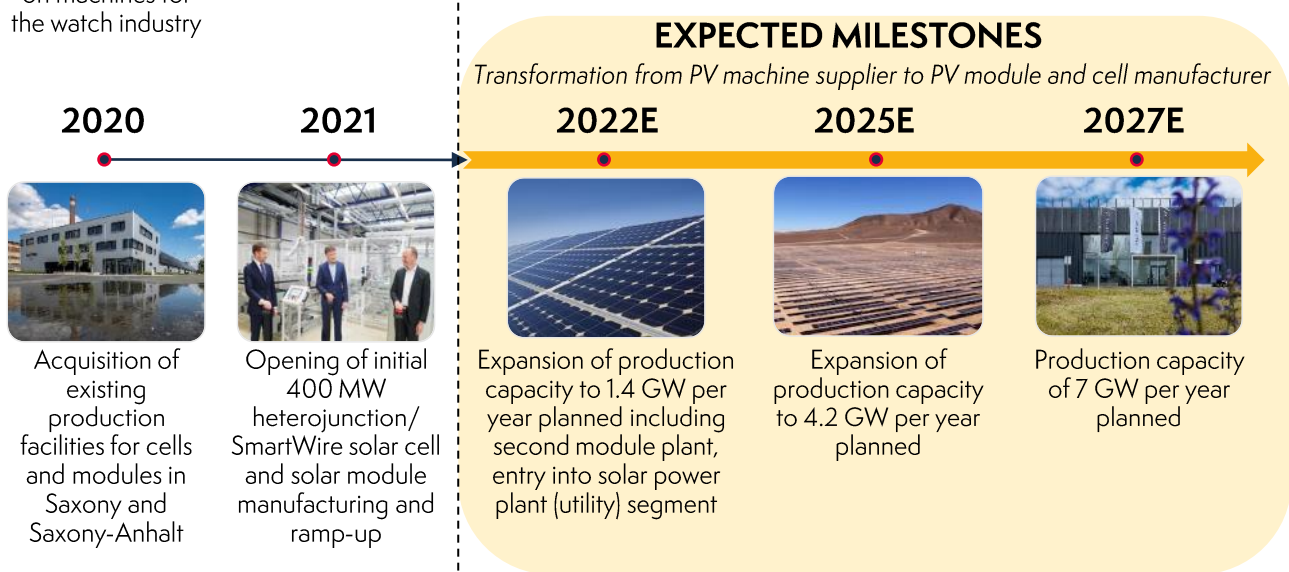 on machines for
the watch industry
EXPECTED MILESTONES
Transformation from PV machine supplier to PV module and cell manufacturer
2020
2021
2022E
2025E
2027E
Acquisition of
existing
production
facilities for cells
and modules in
Saxony and
Saxony-Anhalt
Opening of initial
400 MW
heterojunction/
SmartWire solar cell
and solar module
manufacturing and
ramp-up
Expansion of production
capacity to 1.4 GW per
year planned including
second module plant,
entry into solar power
plant (utility) segment
Expansion of
production capacity
to 4.2 GW per year
planned
Production capacity
of 7 GW per year
planned